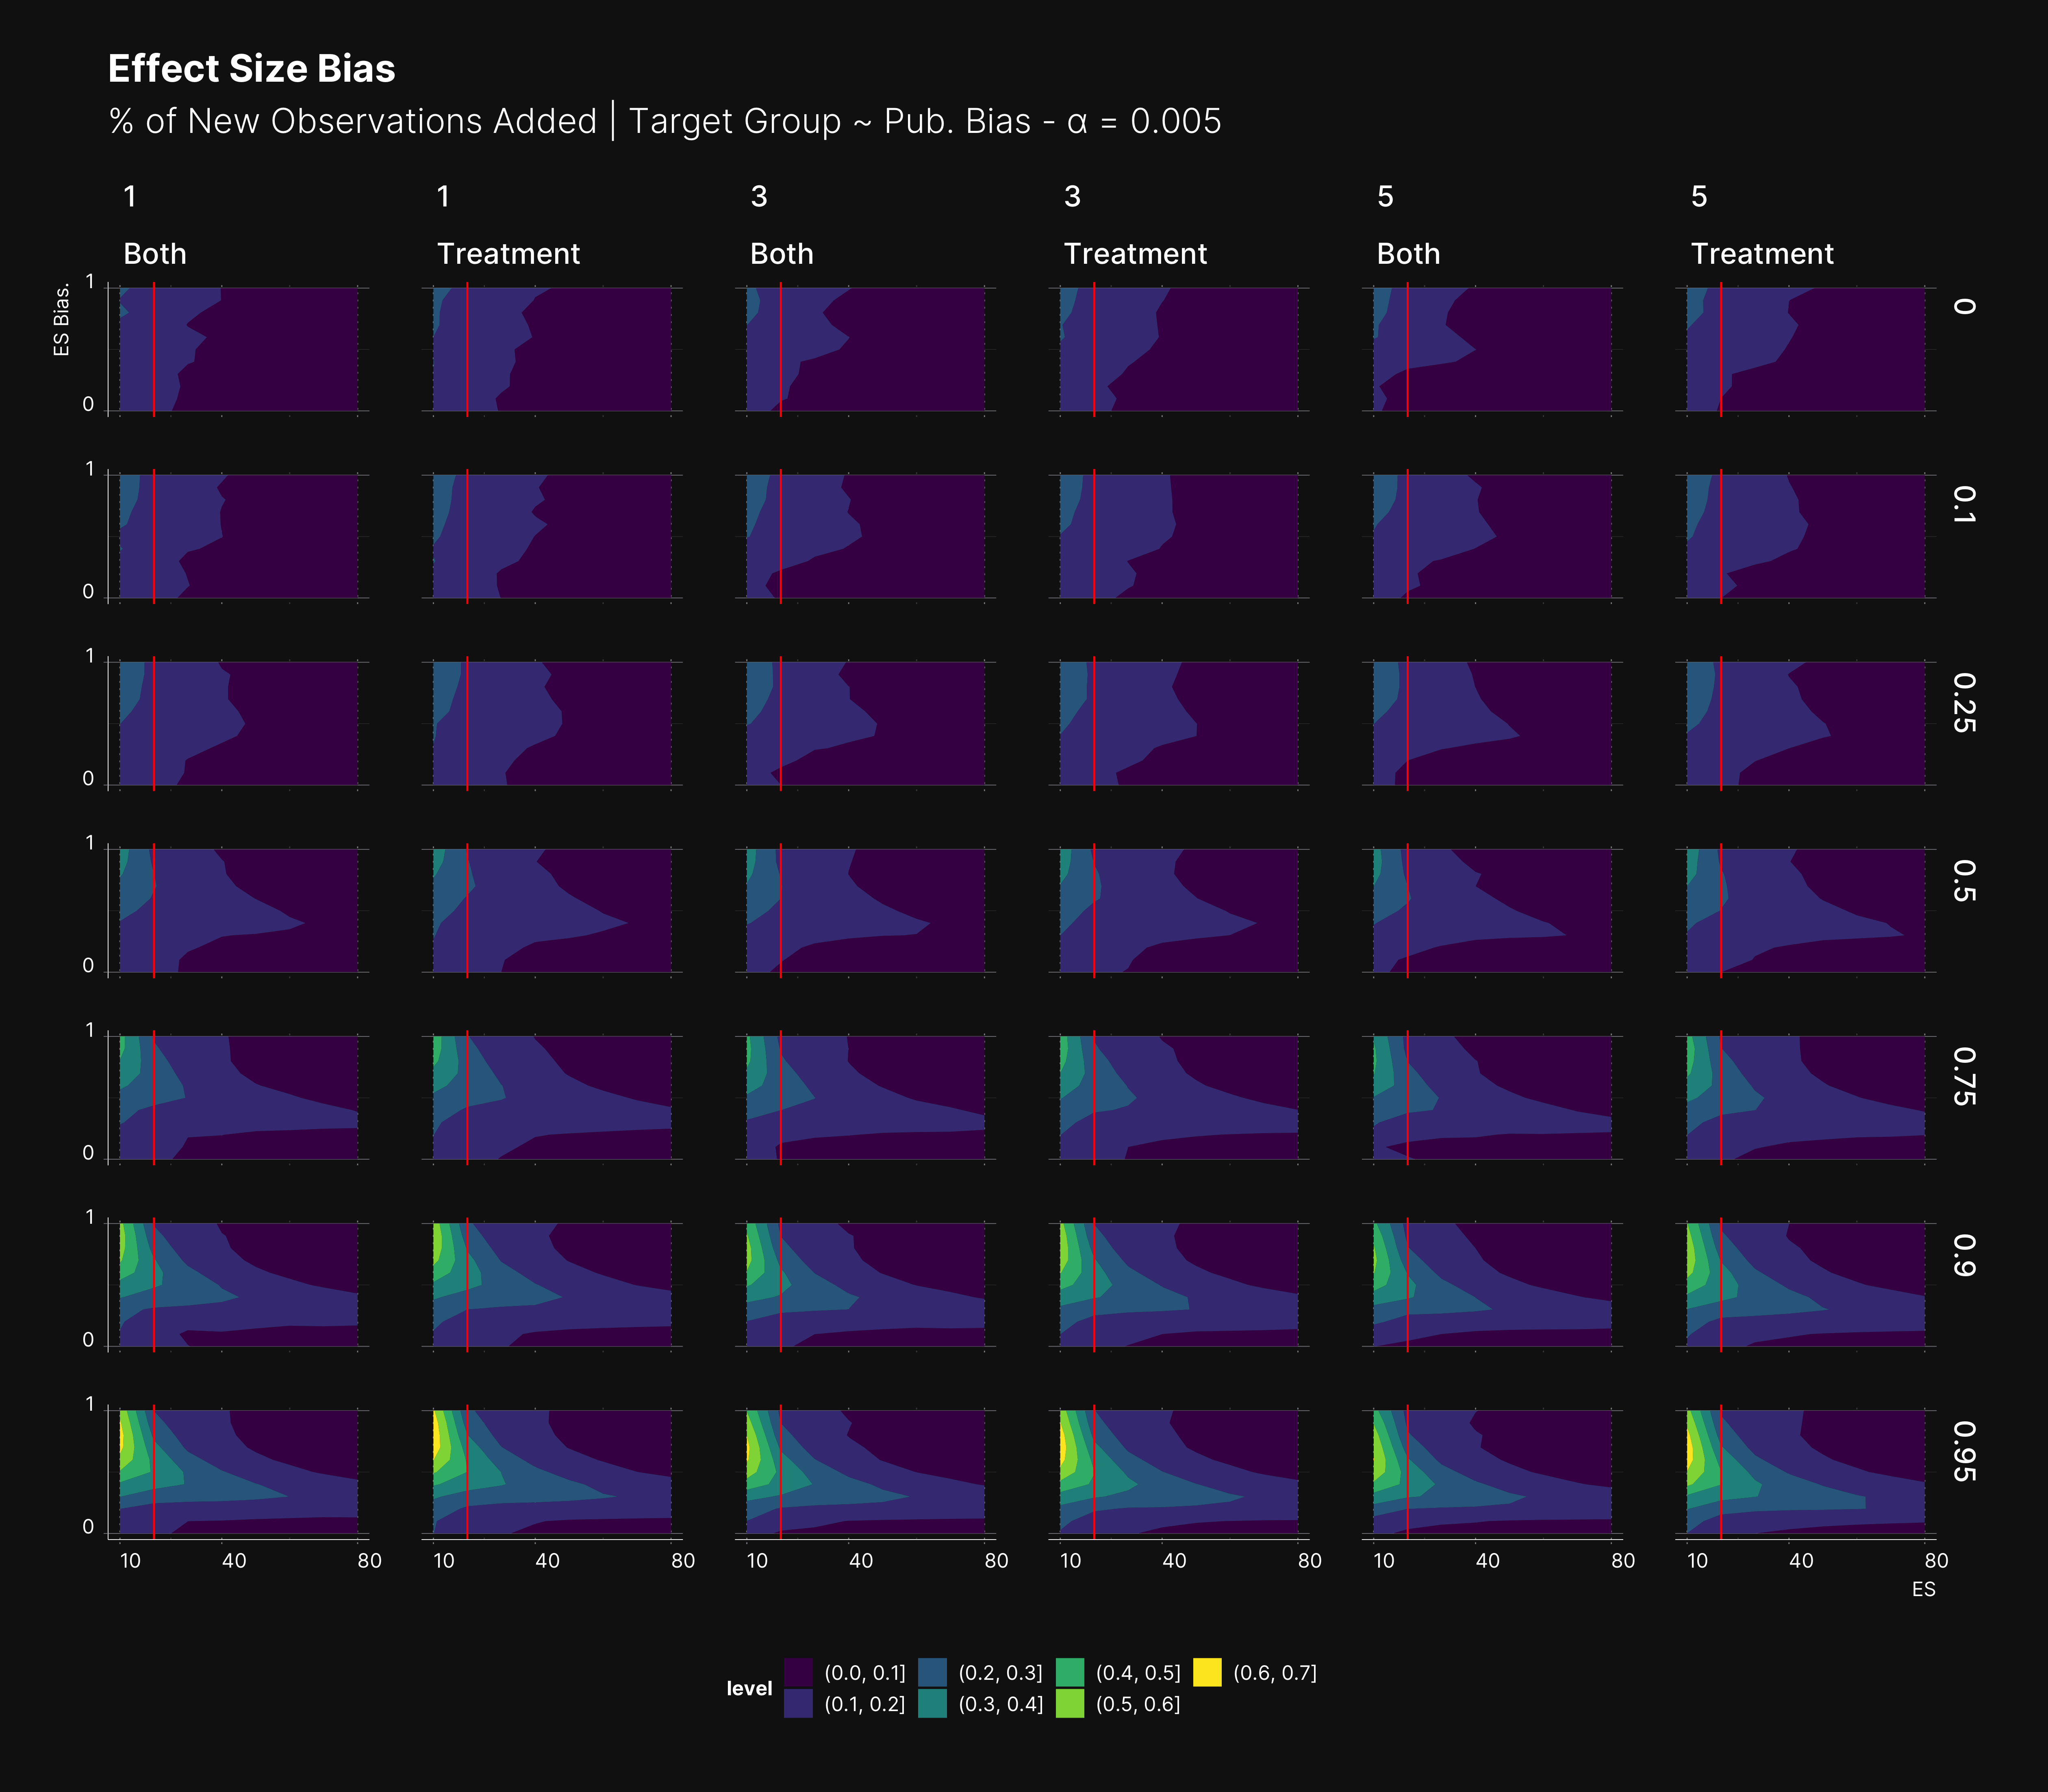 Effect Size Bias
% of New Observations Added | Target Group ~ Pub. Bias - α = 0.005
1 1 3 3 5 5
Both Treatment Both Treatment Both Treatment
ES Bias.
1
0
0
1
0
0.1
1
0
0.25
1
0
0.5
1
0
0.75
1
0
0.9
1
0
0.95
10 40 80 10 40 80 10 40 80 10 40 80 10 40 80 10 40 80
ES
level
(0.0, 0.1] (0.2, 0.3] (0.4, 0.5] (0.6, 0.7]
(0.1, 0.2] (0.3, 0.4] (0.5, 0.6]